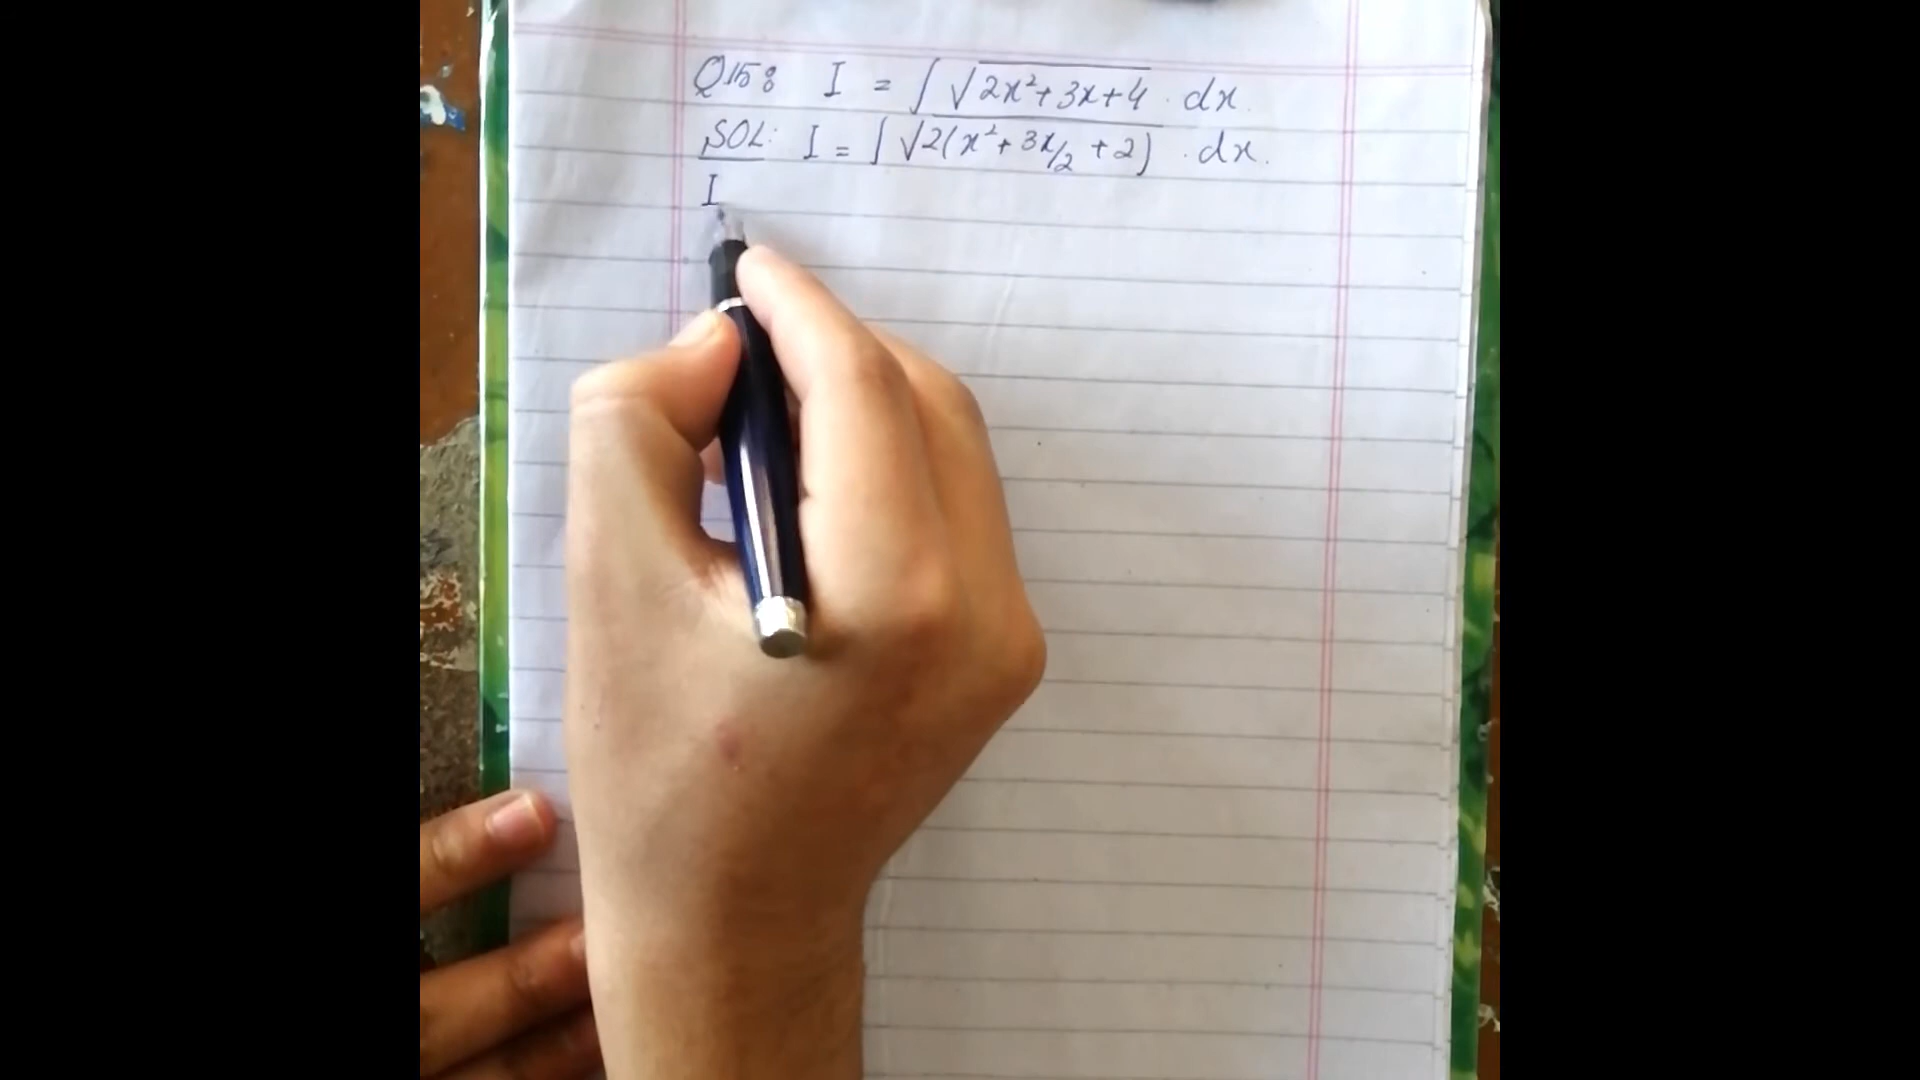 Q15: I = ∫ √2x²+3x+4 . dx.
SOL: I = ∫ √2(x²+3x/2 +2) . dx.
I